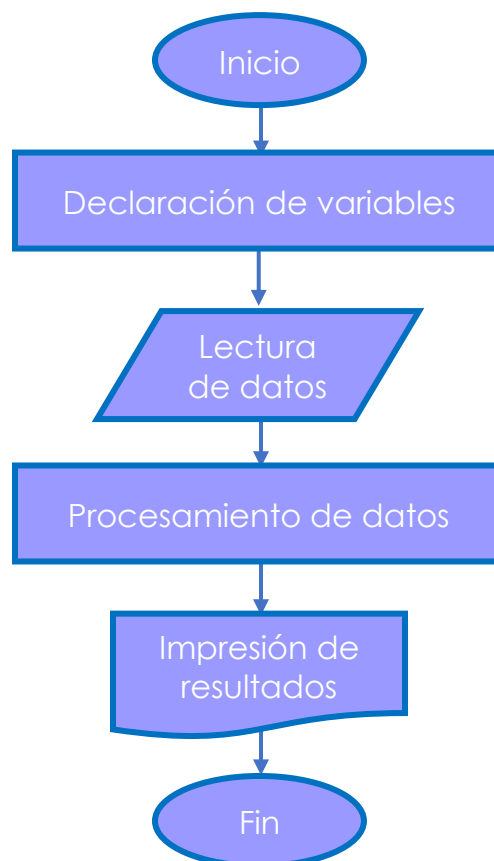 Inicio
Declaración de variables
Lectura
de datos
Procesamiento de datos
Impresión de
resultados
Fin